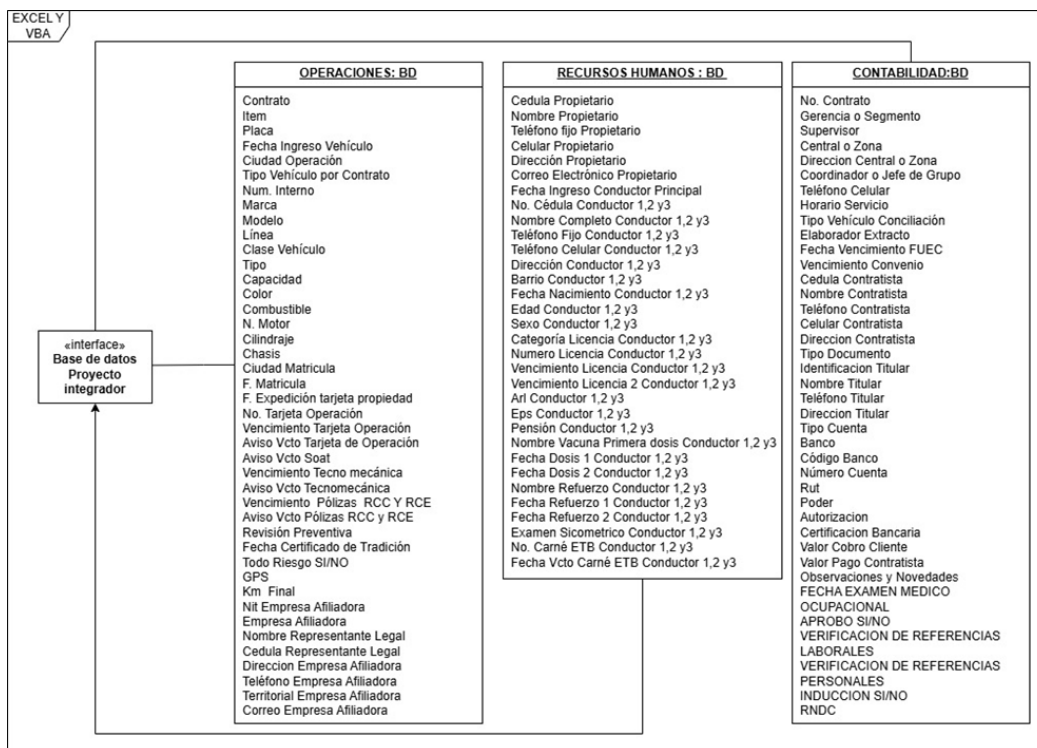 EXCEL Y
VBA
«interface»
Base de datos
Proyecto
integrador
OPERACIONES: BD
Contrato
Item
Placa
Fecha Ingreso Vehículo
Ciudad Operación
Tipo Vehículo por Contrato
Num. Interno
Marca
Modelo
Línea
Clase Vehículo
Tipo
Capacidad
Color
Combustible
N. Motor
Cilindraje
Chasis
Ciudad Matricula
F. Matricula
F. Expedición tarjeta propiedad
No. Tarjeta Operación
Vencimiento Tarjeta Operación
Aviso Vcto Tarjeta de Operación
Aviso Vcto Soat
Vencimiento Tecno mecánica
Aviso Vcto Tecnomecánica
Vencimiento Pólizas RCC Y RCE
Aviso Vcto Pólizas RCC y RCE
Revisión Preventiva
Fecha Certificado de Tradición
Todo Riesgo SI/NO
GPS
Km Final
Nit Empresa Afiliadora
Empresa Afiliadora
Nombre Representante Legal
Cedula Representante Legal
Direccion Empresa Afiliadora
Teléfono Empresa Afiliadora
Territorial Empresa Afiliadora
Correo Empresa Afiliadora
RECURSOS HUMANOS : BD
Cedula Propietario
Nombre Propietario
Teléfono fijo Propietario
Celular Propietario
Dirección Propietario
Correo Electrónico Propietario
Fecha Ingreso Conductor Principal
No. Cédula Conductor 1,2 y3
Nombre Completo Conductor 1,2 y3
Teléfono Fijo Conductor 1,2 y3
Teléfono Celular Conductor 1,2 y3
Dirección Conductor 1,2 y3
Barrio Conductor 1,2 y3
Fecha Nacimiento Conductor 1,2 y3
Edad Conductor 1,2 y3
Sexo Conductor 1,2 y3
Categoría Licencia Conductor 1,2 y3
Numero Licencia Conductor 1,2 y3
Vencimiento Licencia Conductor 1,2 y3
Vencimiento Licencia 2 Conductor 1,2 y3
Arl Conductor 1,2 y3
Eps Conductor 1,2 y3
Pensión Conductor 1,2 y3
Nombre Vacuna Primera dosis Conductor 1,2 y3
Fecha Dosis 1 Conductor 1,2 y3
Fecha Dosis 2 Conductor 1,2 y3
Nombre Refuerzo Conductor 1,2 y3
Fecha Refuerzo 1 Conductor 1,2 y3
Fecha Refuerzo 2 Conductor 1,2 y3
Examen Sicometrico Conductor 1,2 y3
No. Carné ETB Conductor 1,2 y3
Fecha Vcto Carné ETB Conductor 1,2 y3
CONTABILIDAD:BD
No. Contrato
Gerencia o Segmento
Supervisor
Central o Zona
Direccion Central o Zona
Coordinador o Jefe de Grupo
Teléfono Celular
Horario Servicio
Tipo Vehículo Conciliación
Elaborador Extracto
Fecha Vencimiento FUEC
Vencimiento Convenio
Cedula Contratista
Nombre Contratista
Teléfono Contratista
Celular Contratista
Direccion Contratista
Tipo Documento
Identificacion Titular
Nombre Titular
Teléfono Titular
Direccion Titular
Tipo Cuenta
Banco
Código Banco
Número Cuenta
Rut
Poder
Autorizacion
Certificacion Bancaria
Valor Cobro Cliente
Valor Pago Contratista
Observaciones y Novedades
FECHA EXAMEN MEDICO
OCUPACIONAL
APROBO SI/NO
VERIFICACION DE REFERENCIAS
LABORALES
VERIFICACION DE REFERENCIAS
PERSONALES
INDUCCION SI/NO
RNDC